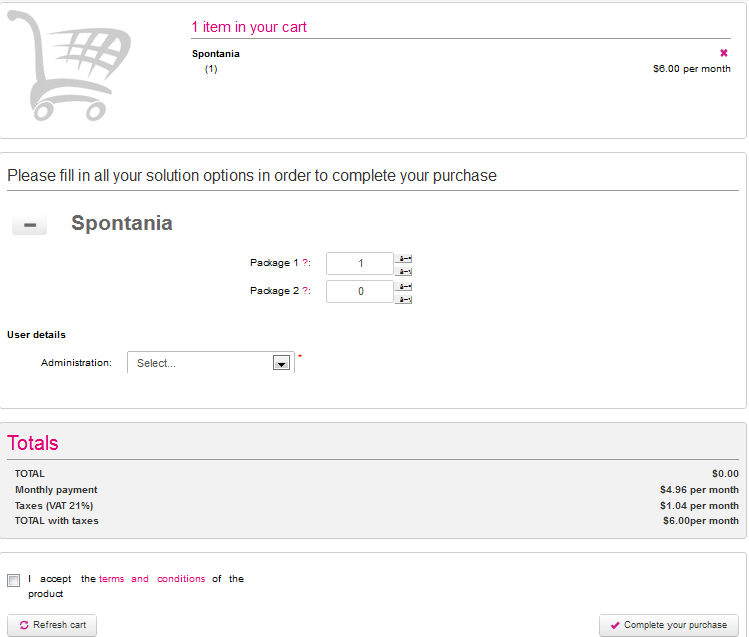 1 item in your cart
Spontania
(1) $6.00 per month
Please fill in all your solution options in order to complete your purchase
Spontania
Package 1 ?: 1
Package 2 ?: 0
User details
Administration: Select... *
Totals
TOTAL $0.00
Monthly payment $4.96 per month
Taxes (VAT 21%) $1.04 per month
TOTAL with taxes $6.00per month
I accept the terms and conditions of the
product
Refresh cart Complete your purchase